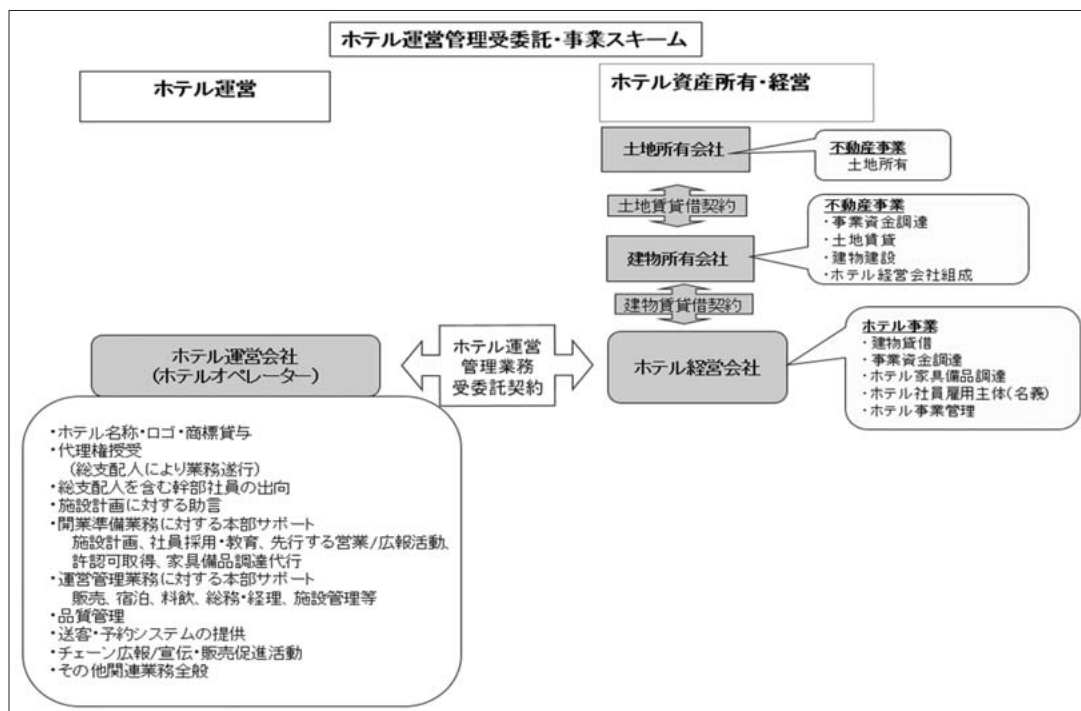 ホテル運営管理受委託・事業スキーム
ホテル運営
ホテル資産所有・経営
土地所有会社
不動産事業
土地所有
土地賃貸借契約
建物所有会社
不動産事業
・事業資金調達
・土地賃貸
・建物建設
・ホテル経営会社組成
建物賃貸借契約
ホテル運営会社
(ホテルオペレーター)
ホテル運営
管理業務
受委託契約
ホテル経営会社
ホテル事業
・建物賃借
・事業資金調達
・ホテル家具備品調達
・ホテル社員雇用主体(名義)
・ホテル事業管理
・ホテル名称・ロゴ・商標貸与
・代理権授受
(総支配人により業務遂行)
・総支配人を含む幹部社員の出向
・施設計画に対する助言
・開業準備業務に対する本部サポート
施設計画、社員採用・教育、先行する営業/広報活動、
許認可取得、家具備品調達代行
・運営管理業務に対する本部サポート
販売、宿泊、料飲、総務・経理、施設管理等
・品質管理
・送客・予約システムの提供
・チェーン広報/宣伝・販売促進活動
・その他関連業務全般